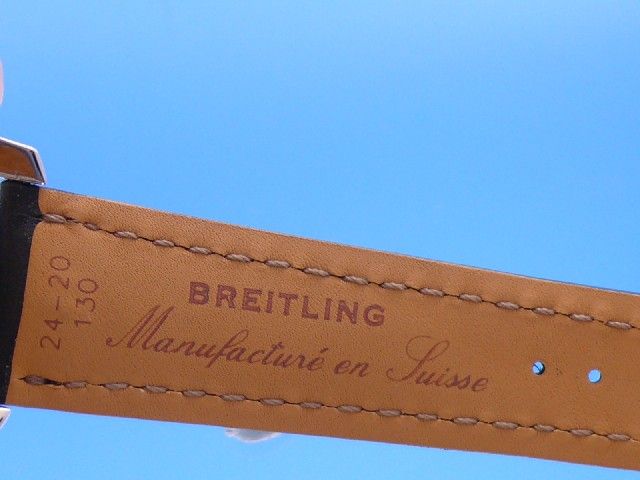 24-20
130
BREITLING
Manufacturé en Suisse